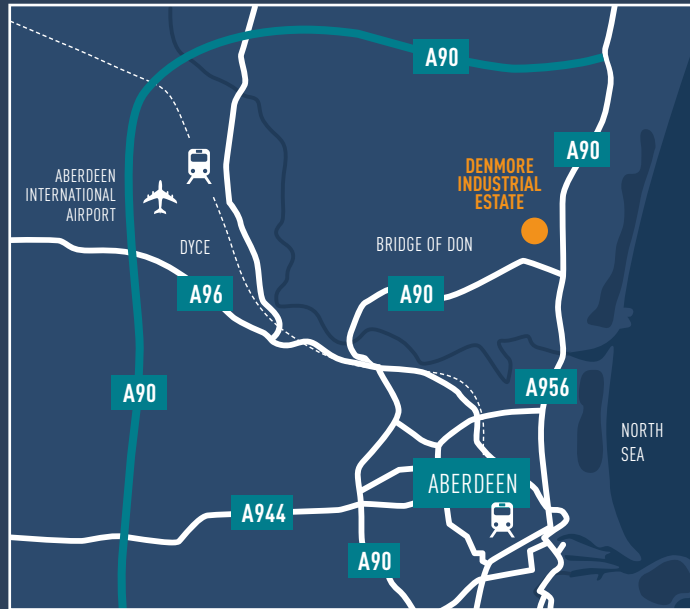 A90
A90
DENMORE
INDUSTRIAL
ESTATE
ABERDEEN
INTERNATIONAL
AIRPORT
DYCE
BRIDGE OF DON
A96
A90
A90
A956
NORTH
SEA
ABERDEEN
A944
A90